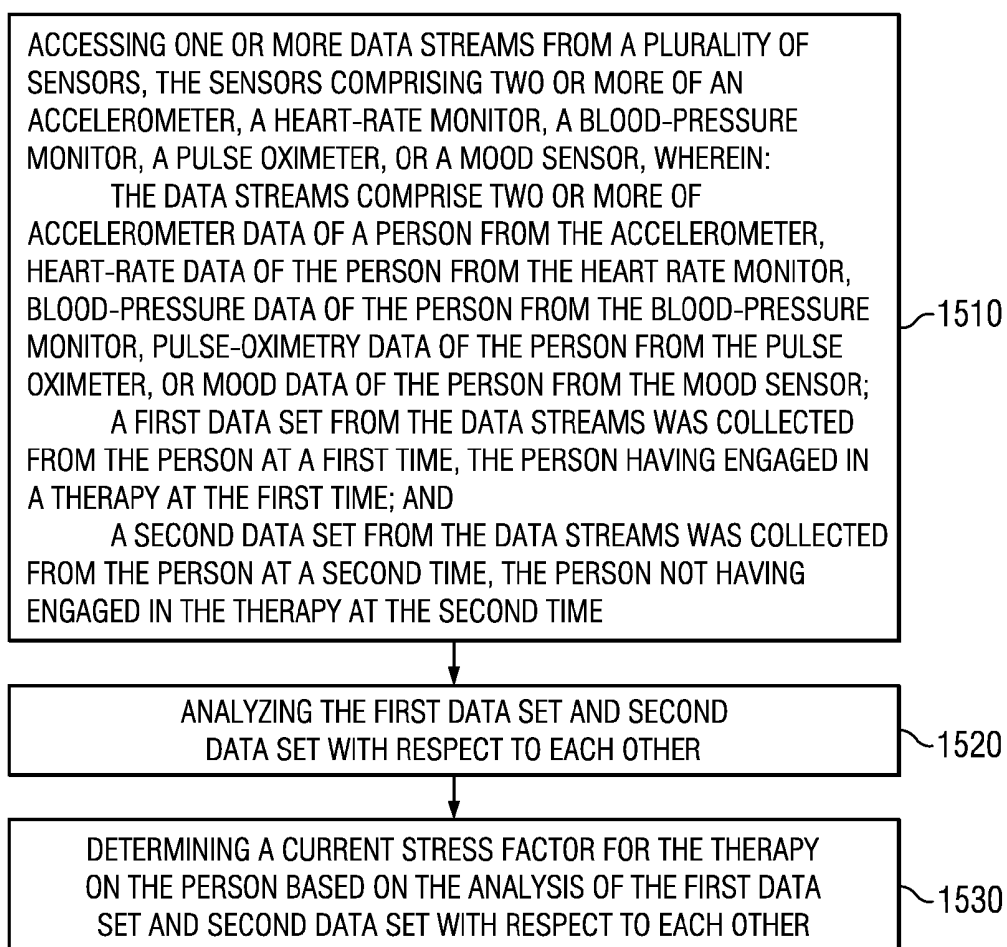 ACCESSING ONE OR MORE DATA STREAMS FROM A PLURALITY OF
SENSORS, THE SENSORS COMPRISING TWO OR MORE OF AN
ACCELEROMETER, A HEART-RATE MONITOR, A BLOOD-PRESSURE
MONITOR, A PULSE OXIMETER, OR A MOOD SENSOR, WHEREIN:
THE DATA STREAMS COMPRISE TWO OR MORE OF
ACCELEROMETER DATA OF A PERSON FROM THE ACCELEROMETER,
HEART-RATE DATA OF THE PERSON FROM THE HEART RATE MONITOR,
BLOOD-PRESSURE DATA OF THE PERSON FROM THE BLOOD-PRESSURE
MONITOR, PULSE-OXIMETRY DATA OF THE PERSON FROM THE PULSE
OXIMETER, OR MOOD DATA OF THE PERSON FROM THE MOOD SENSOR;
A FIRST DATA SET FROM THE DATA STREAMS WAS COLLECTED
FROM THE PERSON AT A FIRST TIME, THE PERSON HAVING ENGAGED IN
A THERAPY AT THE FIRST TIME; AND
A SECOND DATA SET FROM THE DATA STREAMS WAS COLLECTED
FROM THE PERSON AT A SECOND TIME, THE PERSON NOT HAVING
ENGAGED IN THE THERAPY AT THE SECOND TIME
1510
ANALYZING THE FIRST DATA SET AND SECOND
DATA SET WITH RESPECT TO EACH OTHER
1520
DETERMINING A CURRENT STRESS FACTOR FOR THE THERAPY
ON THE PERSON BASED ON THE ANALYSIS OF THE FIRST DATA
SET AND SECOND DATA SET WITH RESPECT TO EACH OTHER
1530